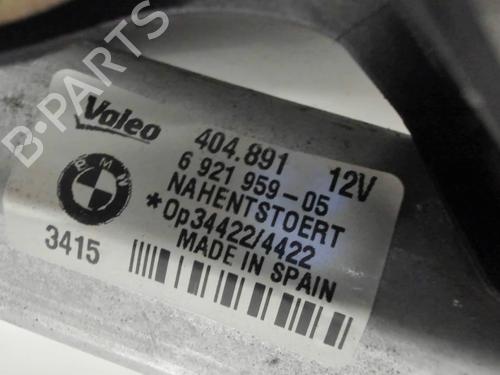 Valeo
404.891 12V
6 921 959-05
NAHENTSTOERT
*Op34422/4422
MADE IN SPAIN
BMW
3415
B-PARTS